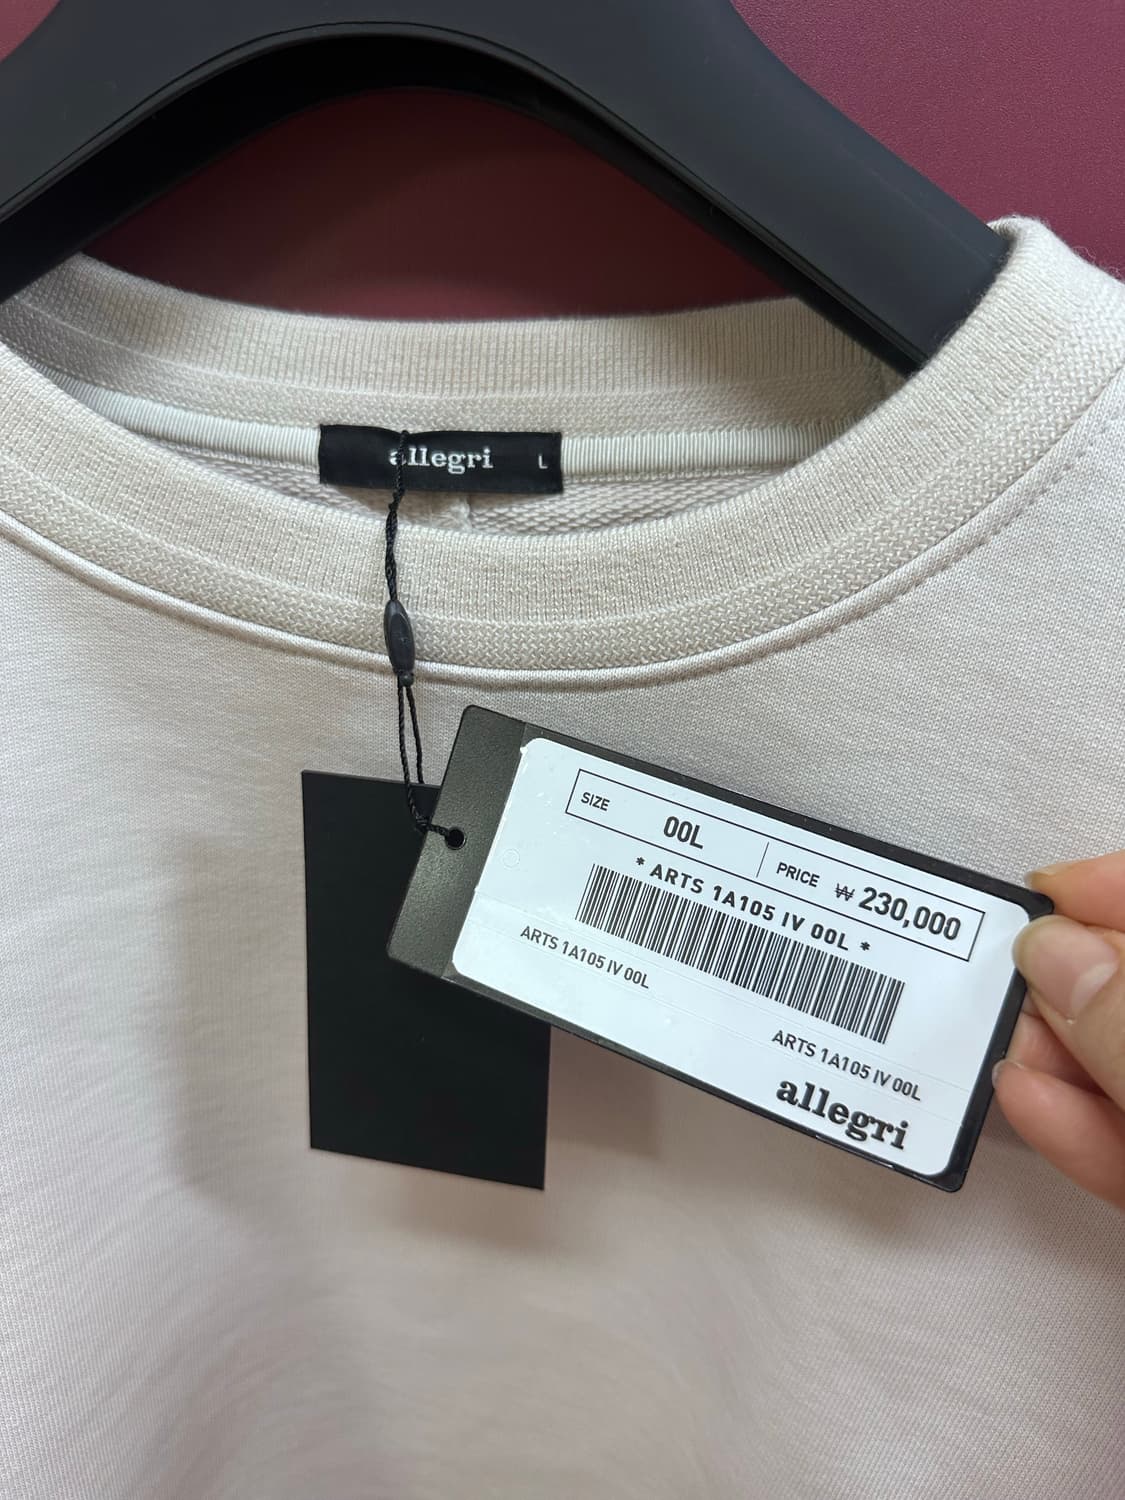 allegri L
SIZE 00L PRICE ₩ 230,000
* ARTS 1A105 IV 00L *
ARTS 1A105 IV 00L
ARTS 1A105 IV 00L
allegri